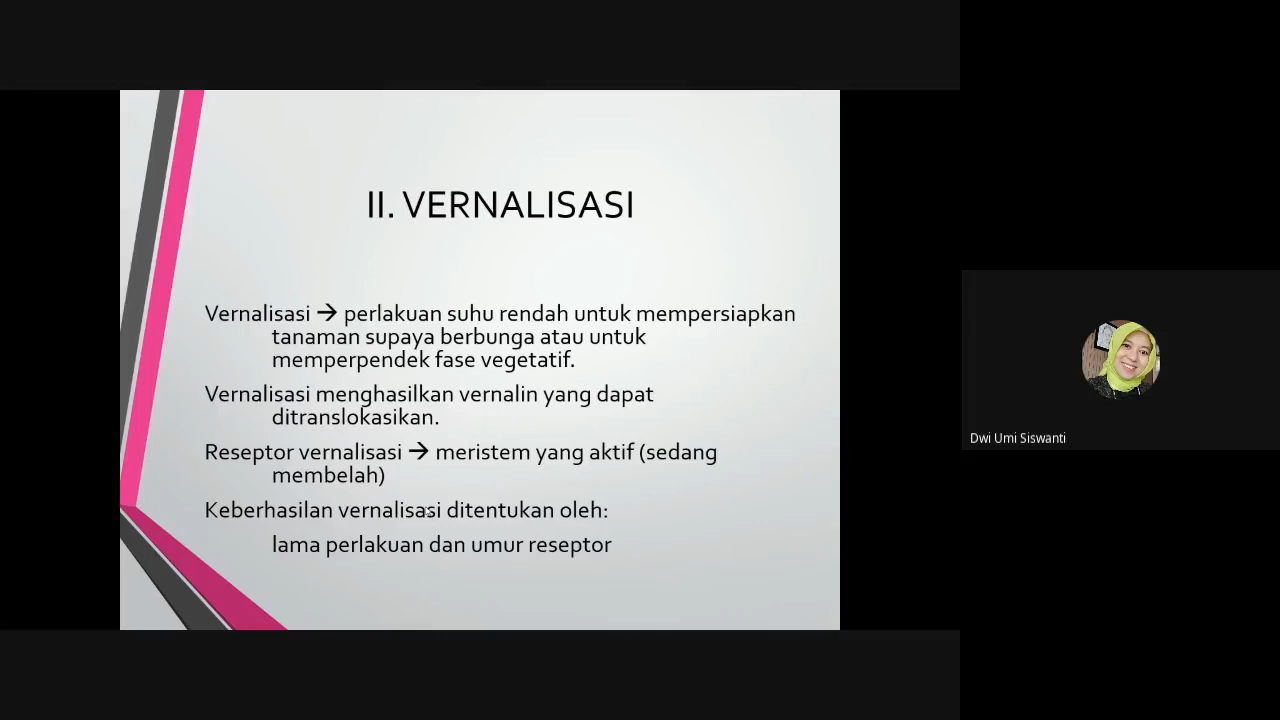 II. VERNALISASI
Vernalisasi → perlakuan suhu rendah untuk mempersiapkan
tanaman supaya berbunga atau untuk
memperpendek fase vegetatif.
Vernalisasi menghasilkan vernalin yang dapat
ditranslokasikan.
Reseptor vernalisasi → meristem yang aktif (sedang
membelah)
Keberhasilan vernalisasi ditentukan oleh:
lama perlakuan dan umur reseptor
Dwi Umi Siswanti